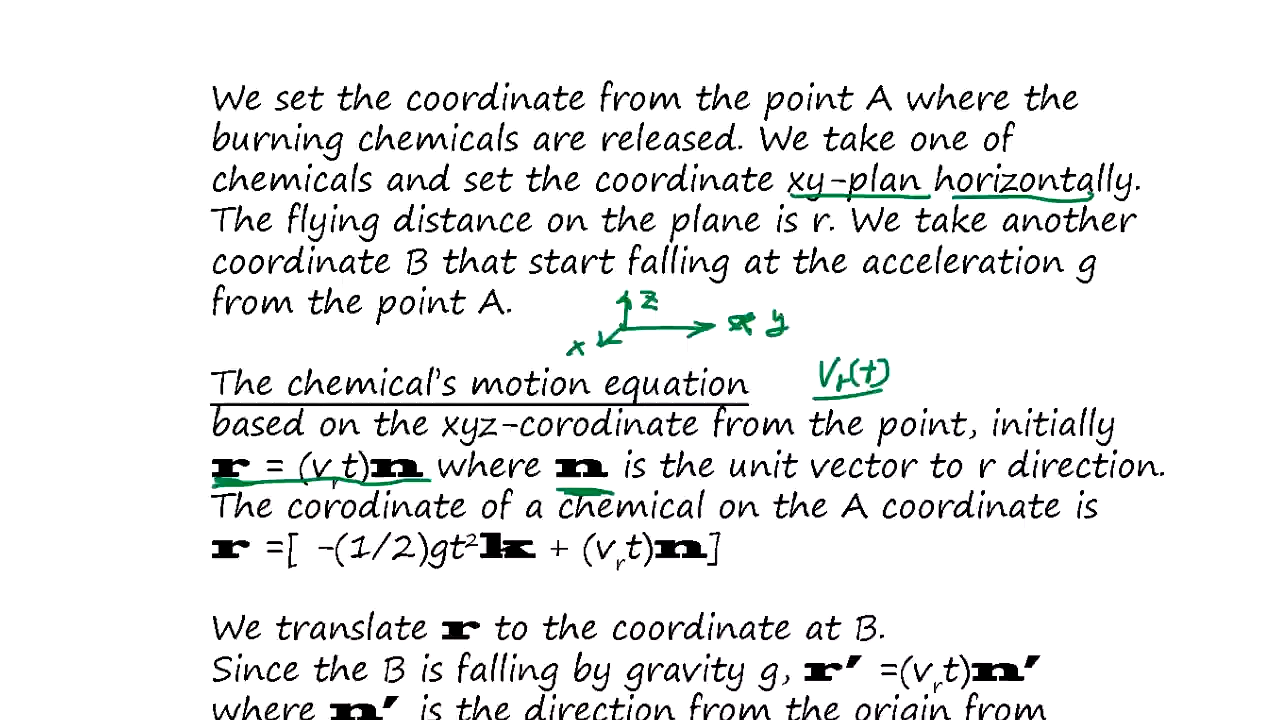 We set the coordinate from the point A where the
burning chemicals are released. We take one of
chemicals and set the coordinate xy-plan horizontally.
The flying distance on the plane is r. We take another
coordinate B that start falling at the acceleration g
from the point A.
z
y
x
The chemical's motion equation
Vr(t)
based on the xyz-corodinate from the point, initially
r = (vrt)n where n is the unit vector to r direction.
The corodinate of a chemical on the A coordinate is
r =[ -(1/2)gt²k + (vrt)n]
We translate r to the coordinate at B.
Since the B is falling by gravity g, r′ =(vrt)n′
where n′ is the direction from the origin from